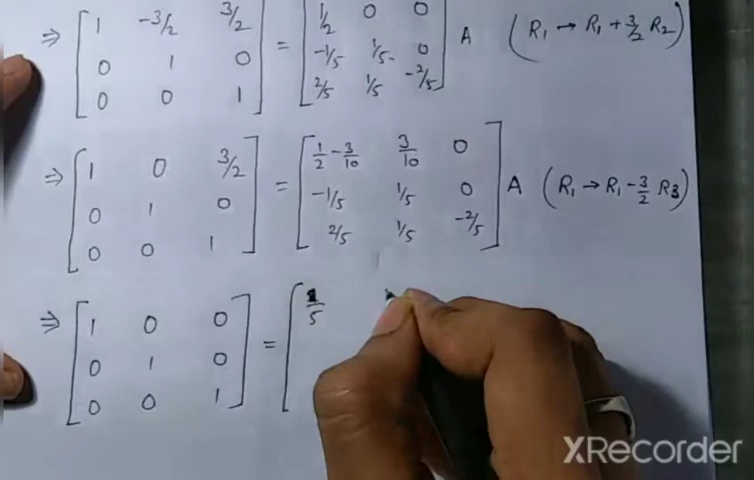 ⇒ [1 -3/2 3/2 = [1/2 0 0
0 1 0 -1/5 1/5 0 A (R1 → R1 + 3/2 R2)
0 0 1] 2/5 1/5 -2/5]
⇒ [1 0 3/2 = [1/2 - 3/10 3/10 0
0 1 0 -1/5 1/5 0 A (R1 → R1 - 3/2 R3)
0 0 1] 2/5 1/5 -2/5]
⇒ [1 0 0 = [ /5
0 1 0
0 0 1]
XRecorder